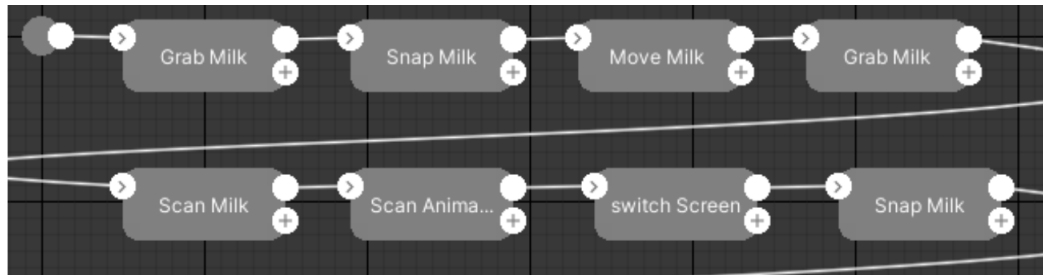 Grab Milk
Snap Milk
Move Milk
Grab Milk
Scan Milk
Scan Anima...
switch Screen
Snap Milk